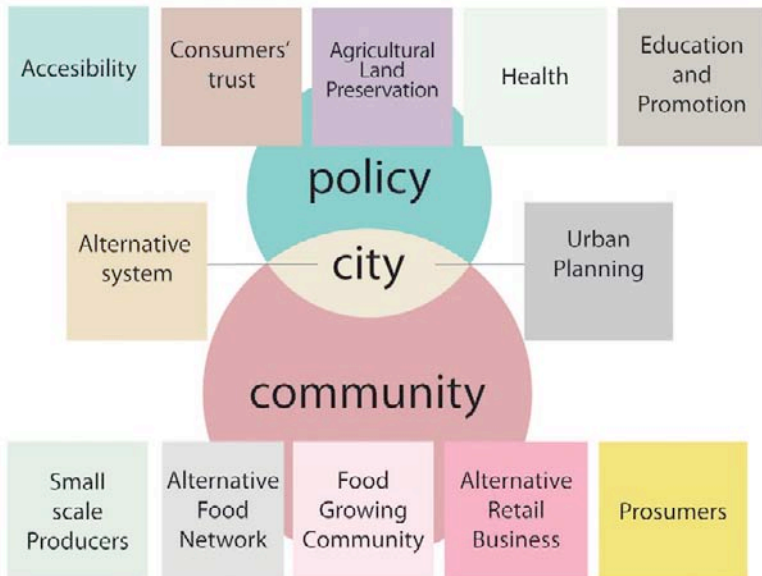 Accesibility
Consumers'
trust
Agricultural
Land
Preservation
Health
Education
and
Promotion
policy
Alternative
system
city
Urban
Planning
community
Small
scale
Producers
Alternative
Food
Network
Food
Growing
Community
Alternative
Retail
Business
Prosumers